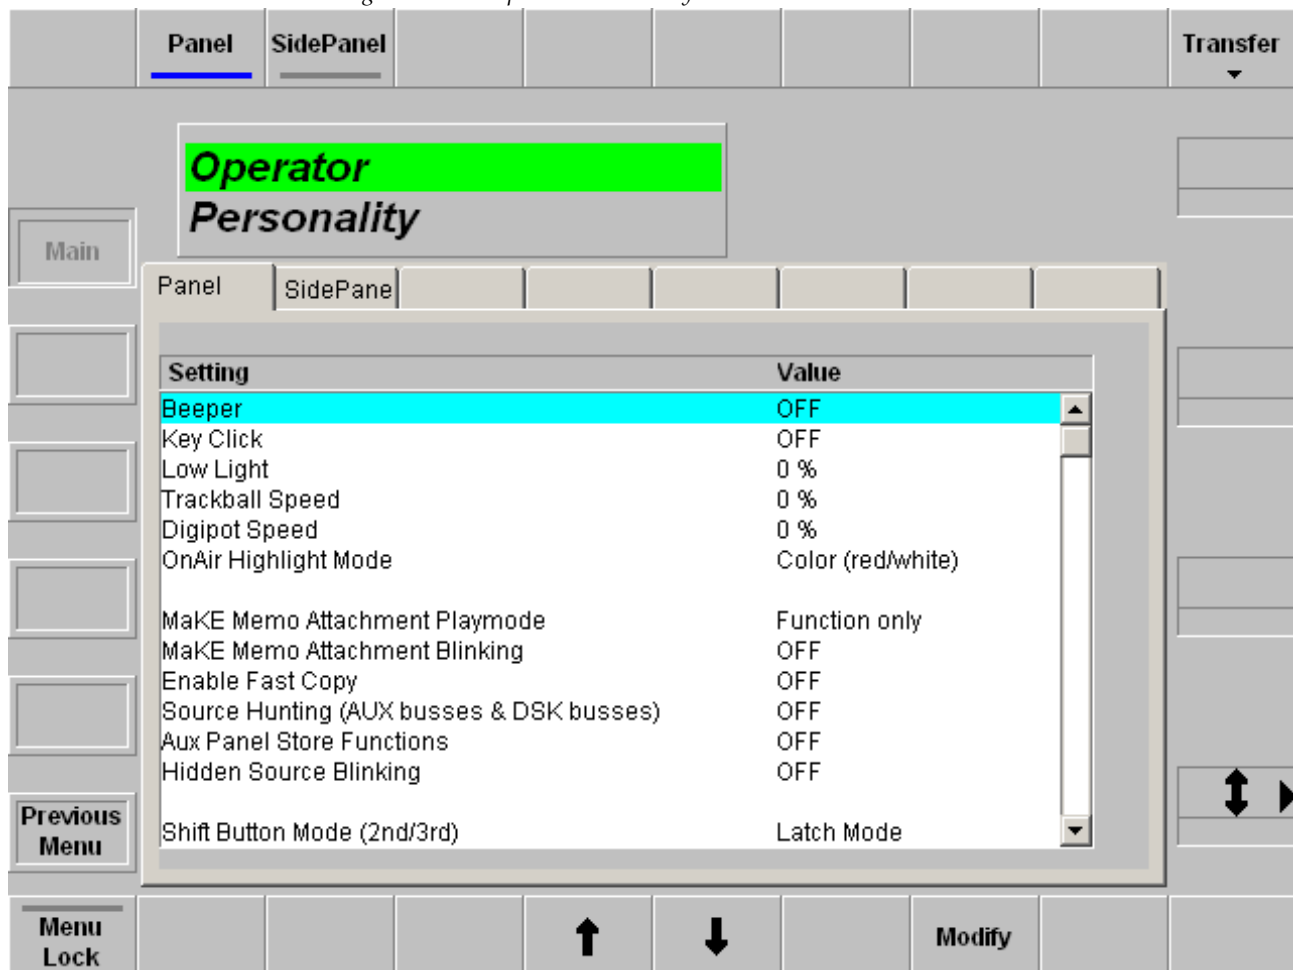 Panel SidePanel Transfer
Operator
Personality
Main
Panel SidePane
Setting Value
Beeper OFF
Key Click OFF
Low Light 0 %
Trackball Speed 0 %
Digipot Speed 0 %
OnAir Highlight Mode Color (red/white)
MaKE Memo Attachment Playmode Function only
MaKE Memo Attachment Blinking OFF
Enable Fast Copy OFF
Source Hunting (AUX busses & DSK busses) OFF
Aux Panel Store Functions OFF
Hidden Source Blinking OFF
Shift Button Mode (2nd/3rd) Latch Mode
Previous
Menu
Menu
Lock
Modify